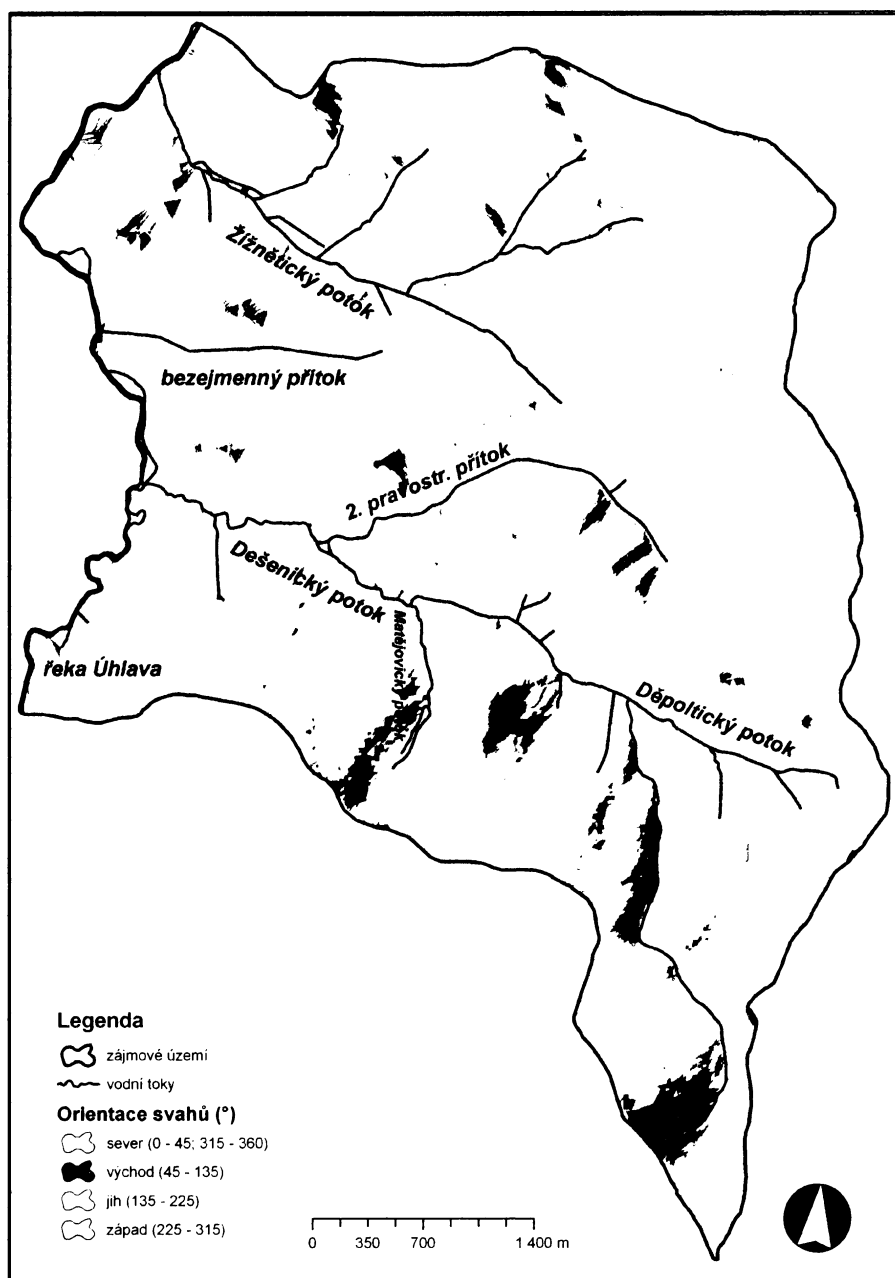 Žížnětický potok
bezejmenný přítok
2. pravostr. přítok
Dešenický potok
Matějovický potok
řeka Úhlava
Děpoltický potok
Legenda
zájmové území
vodní toky
Orientace svahů (°)
sever (0 - 45; 315 - 360)
východ (45 - 135)
jih (135 - 225)
západ (225 - 315)
0 350 700 1 400 m